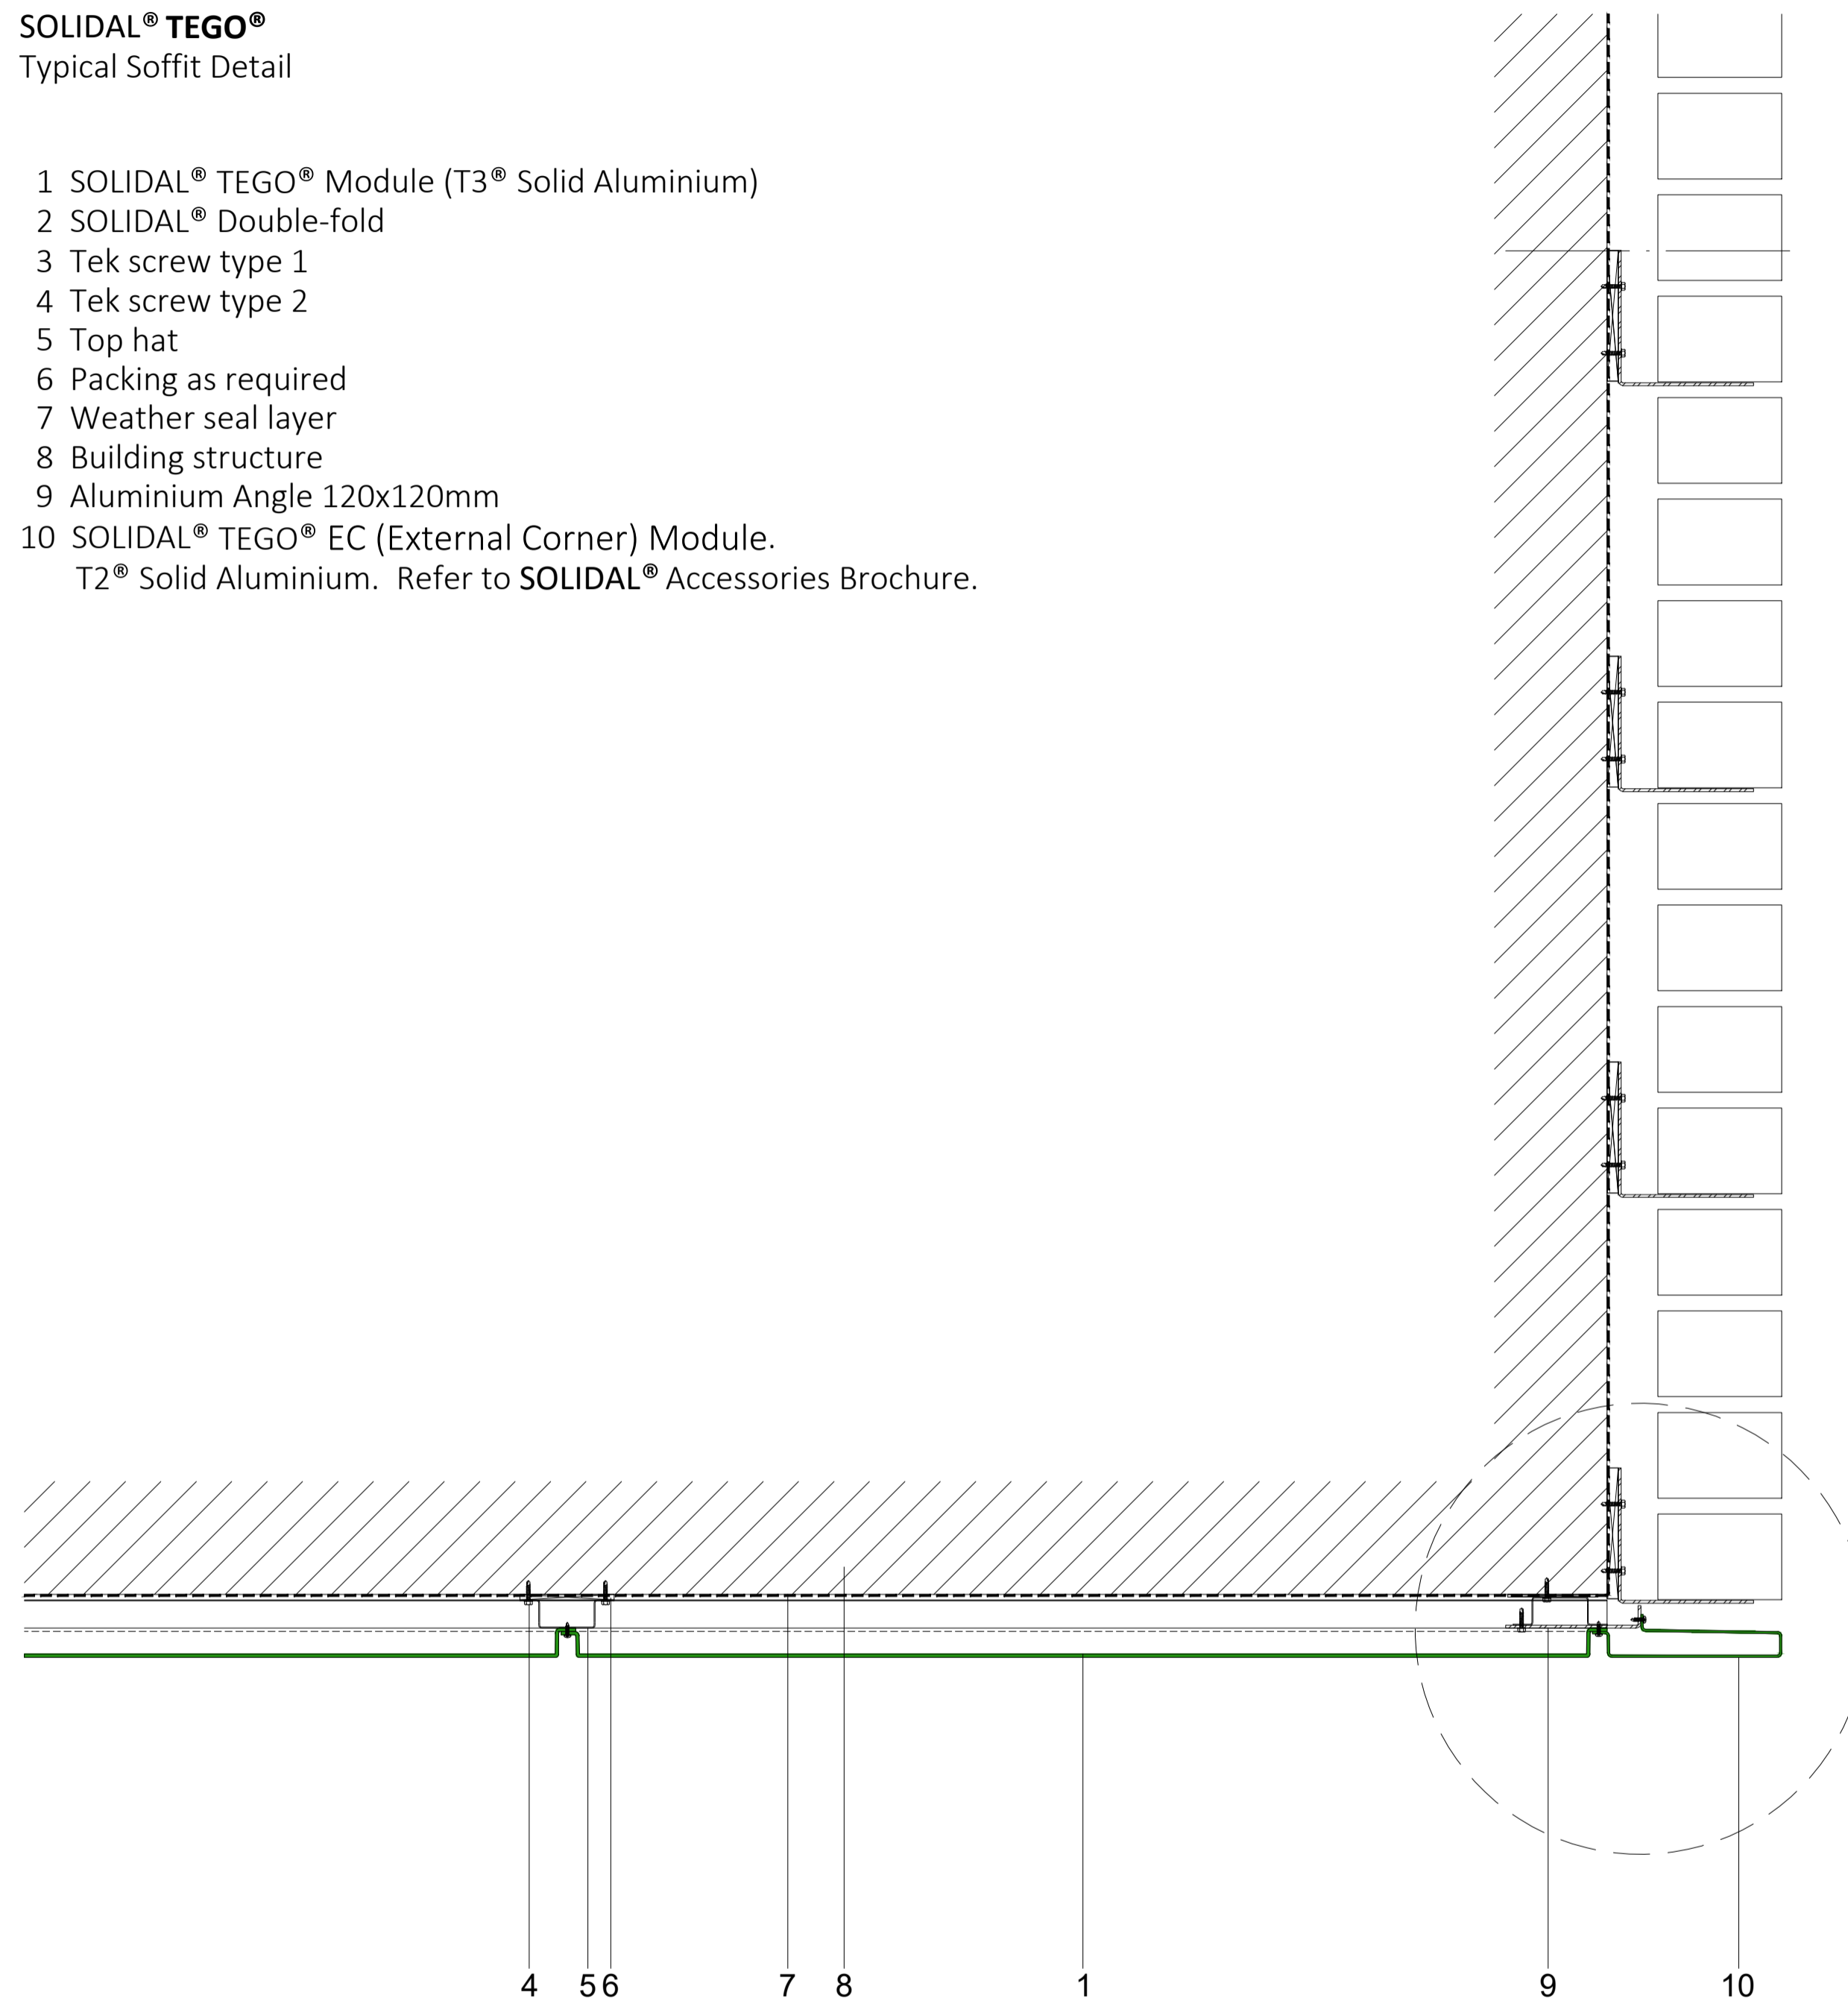 SOLIDAL® TEGO®
Typical Soffit Detail
1 SOLIDAL® TEGO® Module (T3® Solid Aluminium)
2 SOLIDAL® Double-fold
3 Tek screw type 1
4 Tek screw type 2
5 Top hat
6 Packing as required
7 Weather seal layer
8 Building structure
9 Aluminium Angle 120x120mm
10 SOLIDAL® TEGO® EC (External Corner) Module.
T2® Solid Aluminium. Refer to SOLIDAL® Accessories Brochure.
4 5 6 7 8 1 9 10